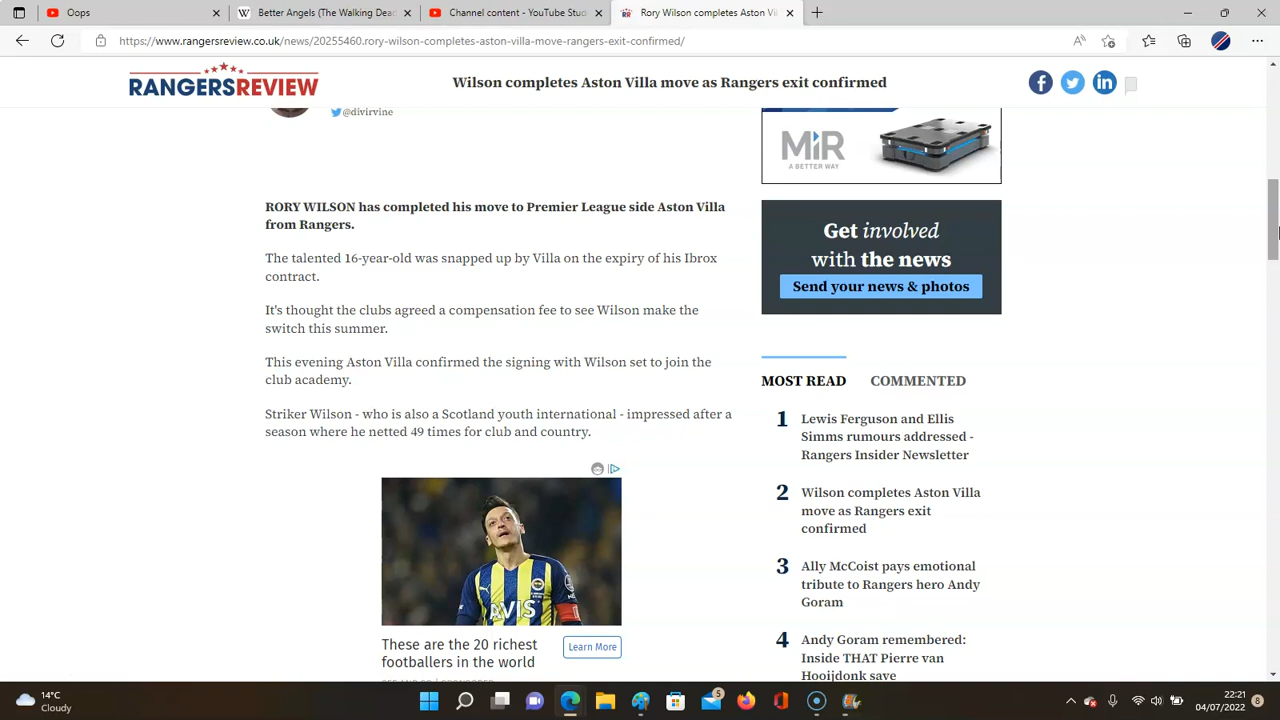 Oops
Better Angels (The Walking Dead
Channel content - YouTube Stud
Rory Wilson completes Aston Vi
https://www.rangersreview.co.uk/news/20255460.rory-wilson-completes-aston-villa-move-rangers-exit-confirmed/
RANGERSREVIEW
Wilson completes Aston Villa move as Rangers exit confirmed
@divirvine
MiR
A BETTER WAY
RORY WILSON has completed his move to Premier League side Aston Villa
from Rangers.
The talented 16-year-old was snapped up by Villa on the expiry of his Ibrox
contract.
It's thought the clubs agreed a compensation fee to see Wilson make the
switch this summer.
This evening Aston Villa confirmed the signing with Wilson set to join the
club academy.
Striker Wilson - who is also a Scotland youth international - impressed after a
season where he netted 49 times for club and country.
AVIS
These are the 20 richest
footballers in the world
Learn More
Get involved
with the news
Send your news & photos
MOST READ COMMENTED
1 Lewis Ferguson and Ellis
Simms rumours addressed -
Rangers Insider Newsletter
2 Wilson completes Aston Villa
move as Rangers exit
confirmed
3 Ally McCoist pays emotional
tribute to Rangers hero Andy
Goram
4 Andy Goram remembered:
Inside THAT Pierre van
Hooijdonk save
14°C
Cloudy
5
22:21
04/07/2022
8